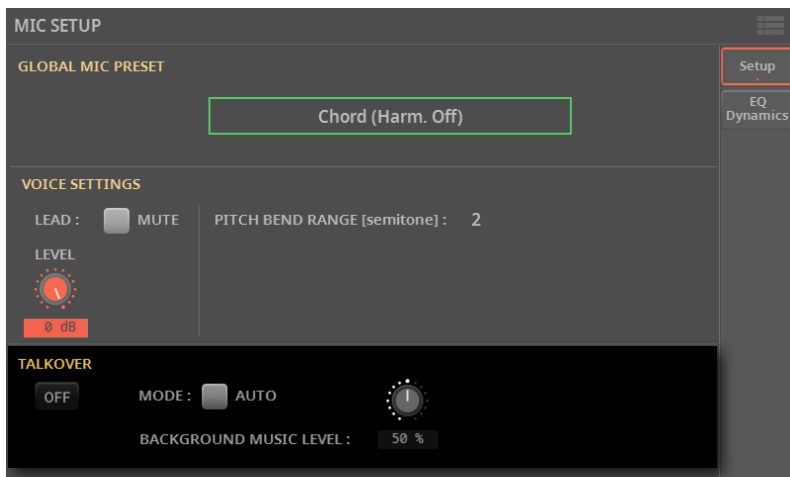 MIC SETUP
GLOBAL MIC PRESET
Setup
Chord (Harm. Off)
EQ
Dynamics
VOICE SETTINGS
LEAD : MUTE PITCH BEND RANGE [semitone] : 2
LEVEL
0 dB
TALKOVER
OFF MODE : AUTO
BACKGROUND MUSIC LEVEL : 50 %